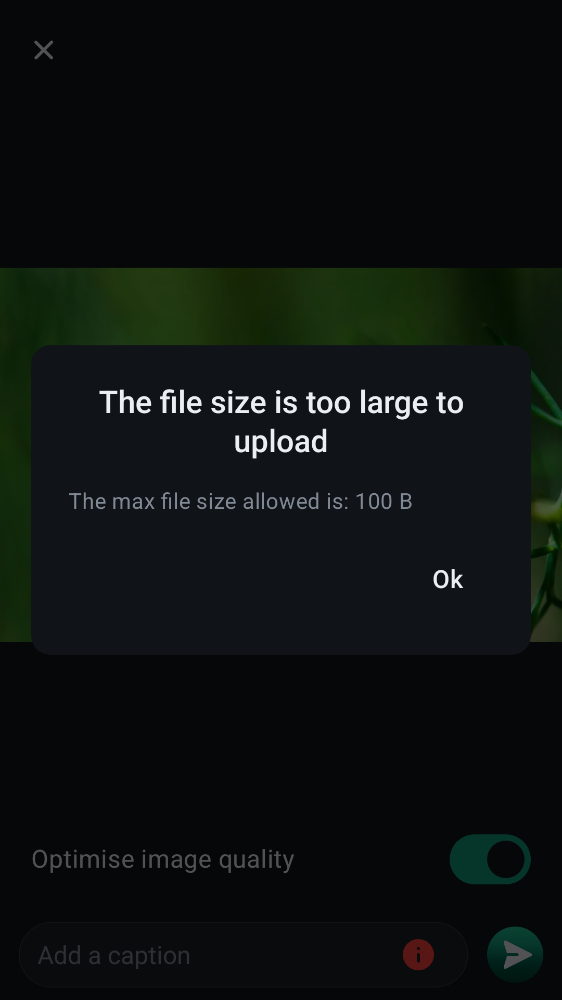 The file size is too large to
upload
The max file size allowed is: 100 B
Ok
Optimise image quality
Add a caption